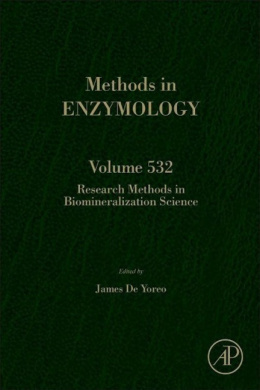 Methods in
ENZYMOLOGY
Volume 532
Research Methods in
Biomineralization Science
Edited by
James De Yoreo
AP